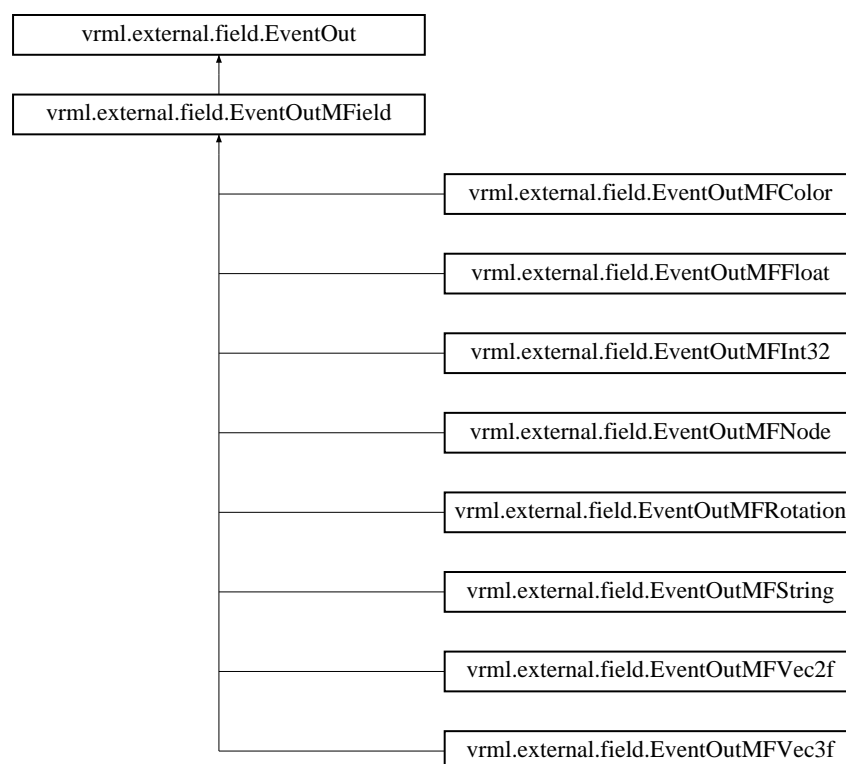 vrml.external.field.EventOut
vrml.external.field.EventOutMField
vrml.external.field.EventOutMFColor
vrml.external.field.EventOutMFFloat
vrml.external.field.EventOutMFInt32
vrml.external.field.EventOutMFNode
vrml.external.field.EventOutMFRotation
vrml.external.field.EventOutMFString
vrml.external.field.EventOutMFVec2f
vrml.external.field.EventOutMFVec3f